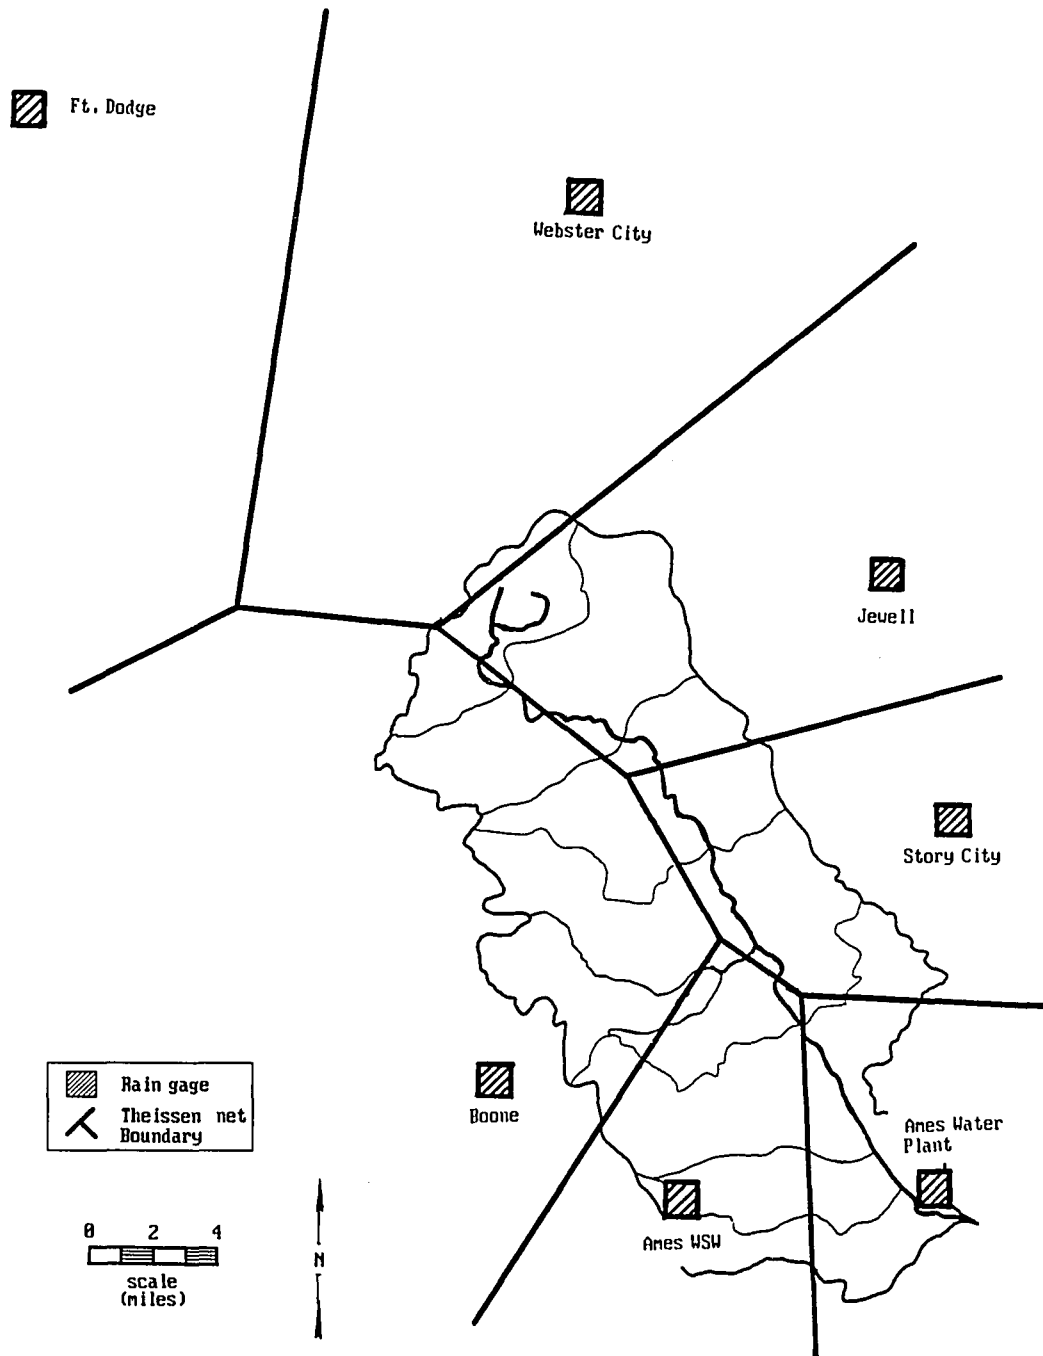 Ft. Dodge
Webster City
Jewell
Story City
Rain gage
Theissen net
Boundary
Boone
Ames Water
Plant
Ames WSW
0 2 4
scale
(miles)
N